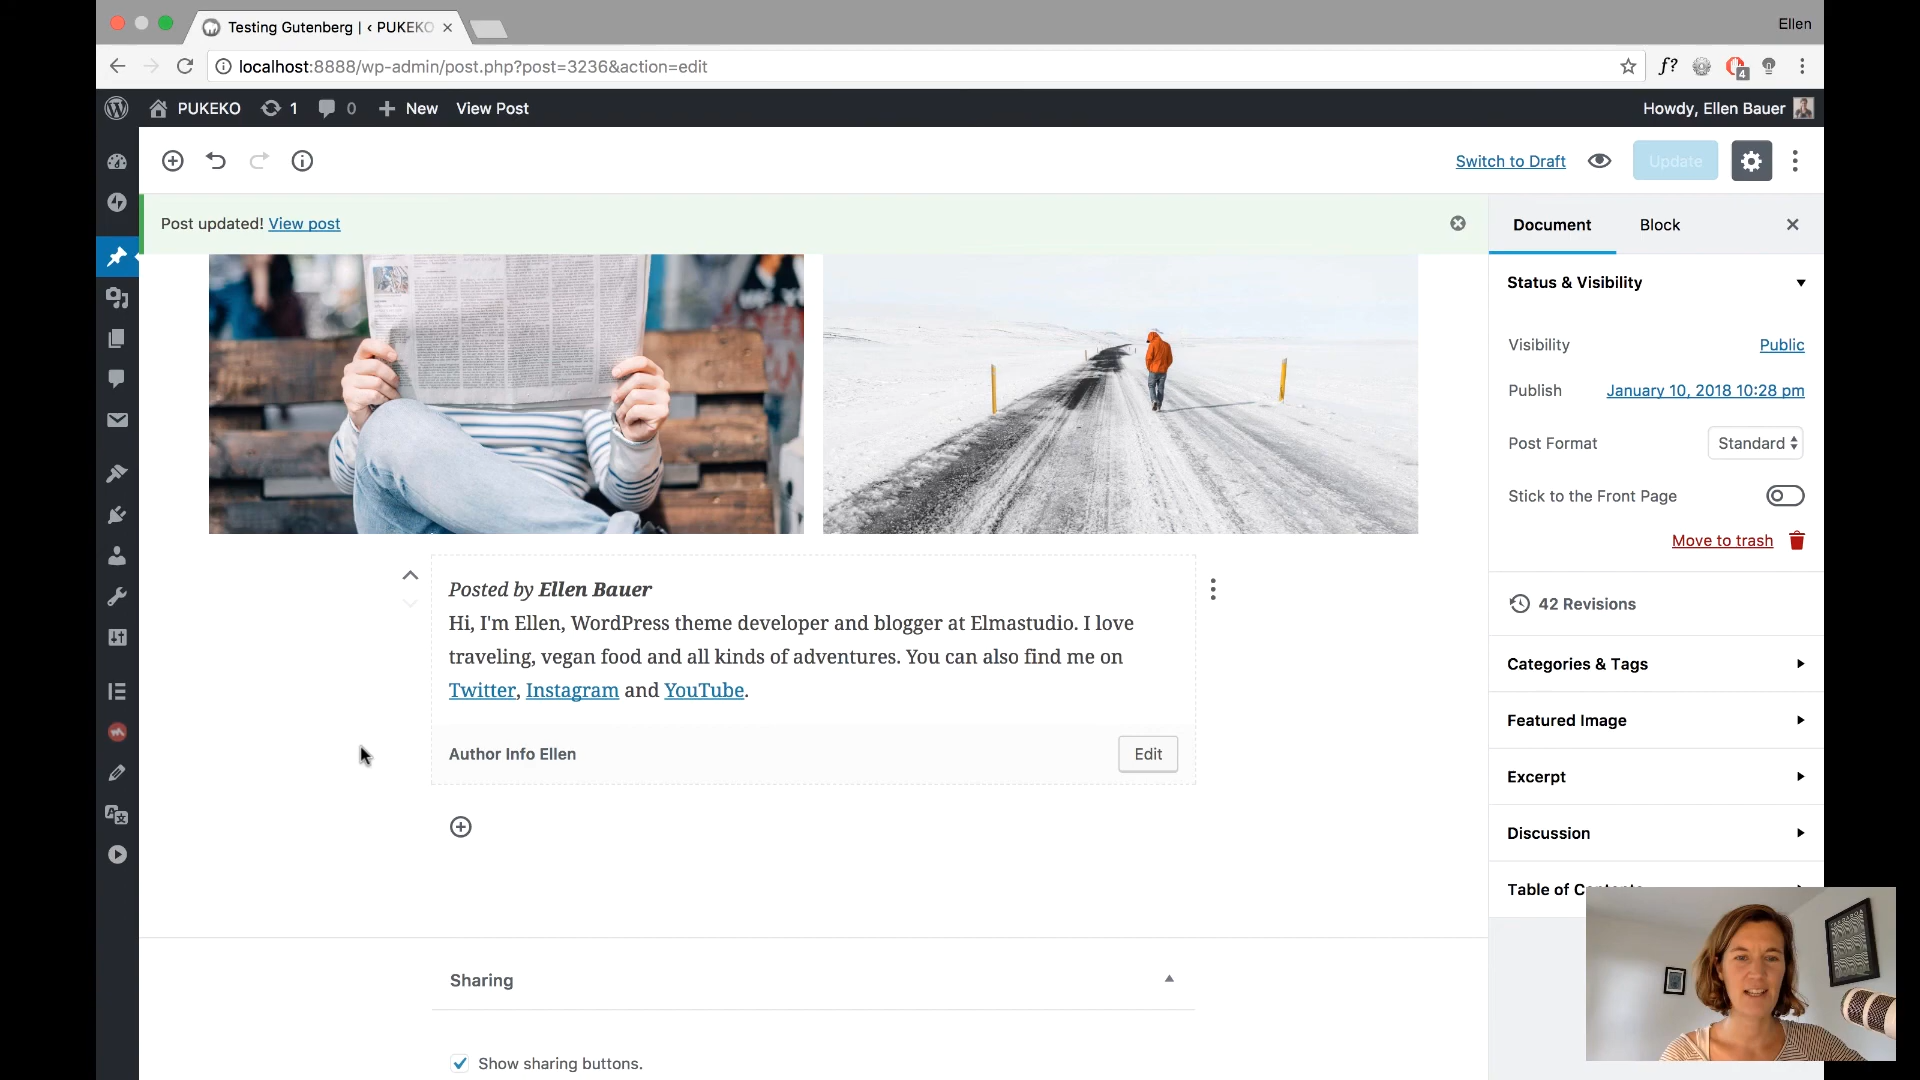 Testing Gutenberg | ‹ PUKEKO
Ellen
localhost:8888/wp-admin/post.php?post=3236&action=edit
f?
4
PUKEKO
1
0
New
View Post
Howdy, Ellen Bauer
Switch to Draft
Update
Post updated! View post
Document
Block
Status & Visibility
Visibility
Public
Publish
January 10, 2018 10:28 pm
Post Format
Standard
Stick to the Front Page
Move to trash
42 Revisions
Categories & Tags
Featured Image
Excerpt
Discussion
Table of
Posted by Ellen Bauer
Hi, I'm Ellen, WordPress theme developer and blogger at Elmastudio. I love
traveling, vegan food and all kinds of adventures. You can also find me on
Twitter, Instagram and YouTube.
Author Info Ellen
Edit
Sharing
Show sharing buttons.